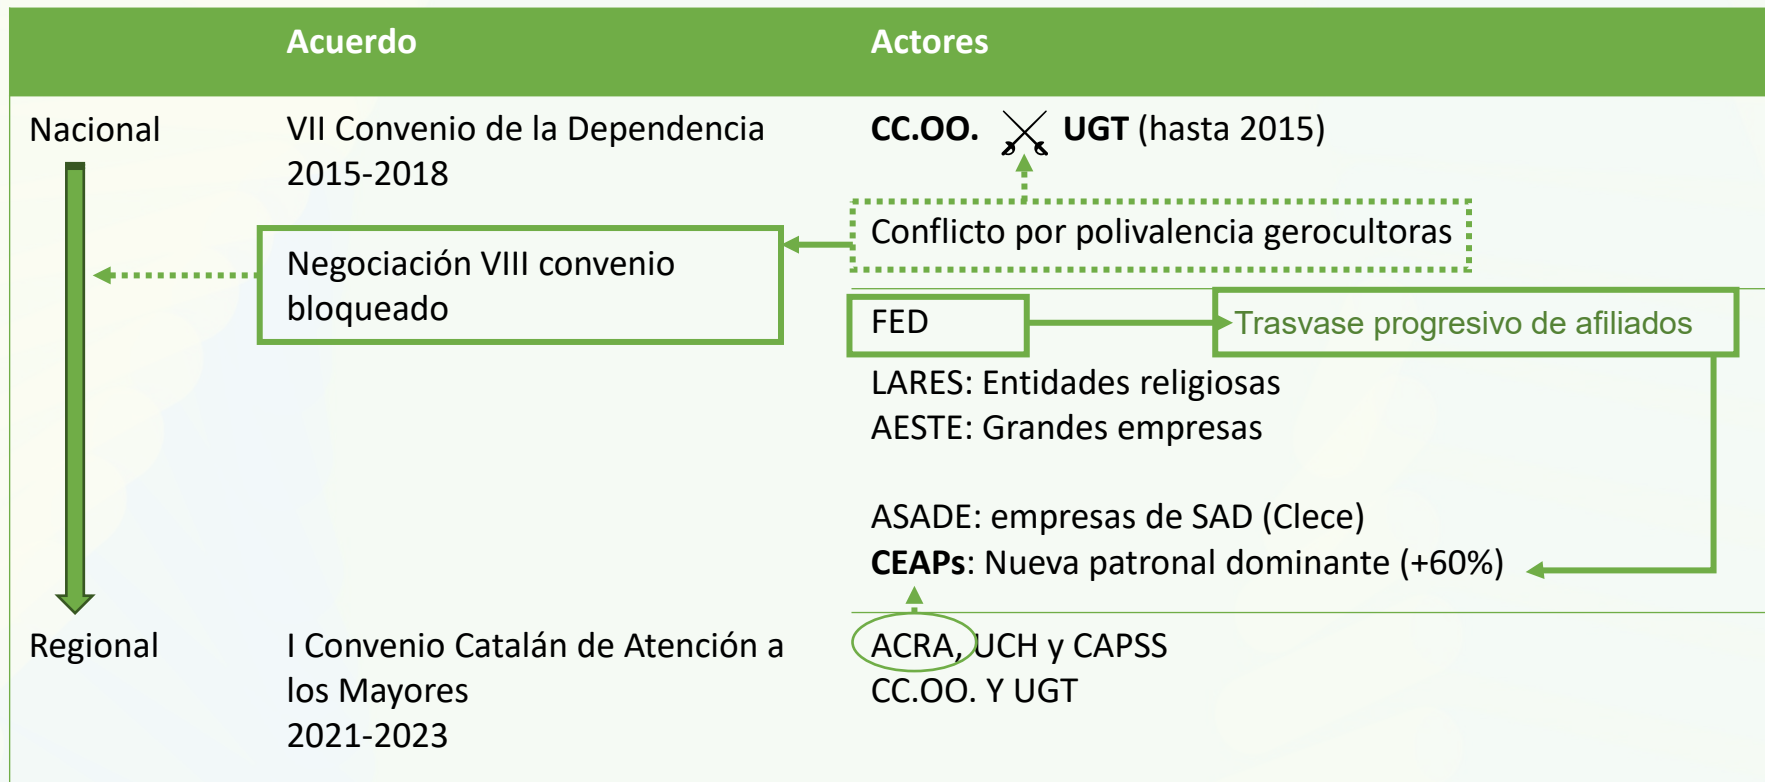 Acuerdo
Actores
Nacional
VII Convenio de la Dependencia
2015-2018
CC.OO. UGT (hasta 2015)
Conflicto por polivalencia gerocultoras
Negociación VIII convenio
bloqueado
FED
Trasvase progresivo de afiliados
LARES: Entidades religiosas
AESTE: Grandes empresas
ASADE: empresas de SAD (Clece)
CEAPs: Nueva patronal dominante (+60%)
Regional
I Convenio Catalán de Atención a
los Mayores
2021-2023
ACRA, UCH y CAPSS
CC.OO. Y UGT